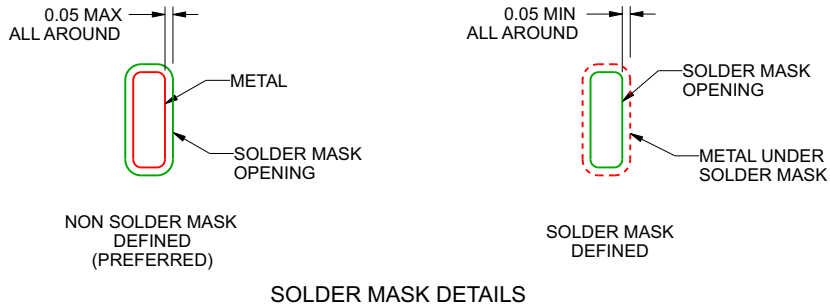 0.05 MAX
ALL AROUND
METAL
SOLDER MASK
OPENING
NON SOLDER MASK
DEFINED
(PREFERRED)
0.05 MIN
ALL AROUND
SOLDER MASK
OPENING
METAL UNDER
SOLDER MASK
SOLDER MASK
DEFINED
SOLDER MASK DETAILS